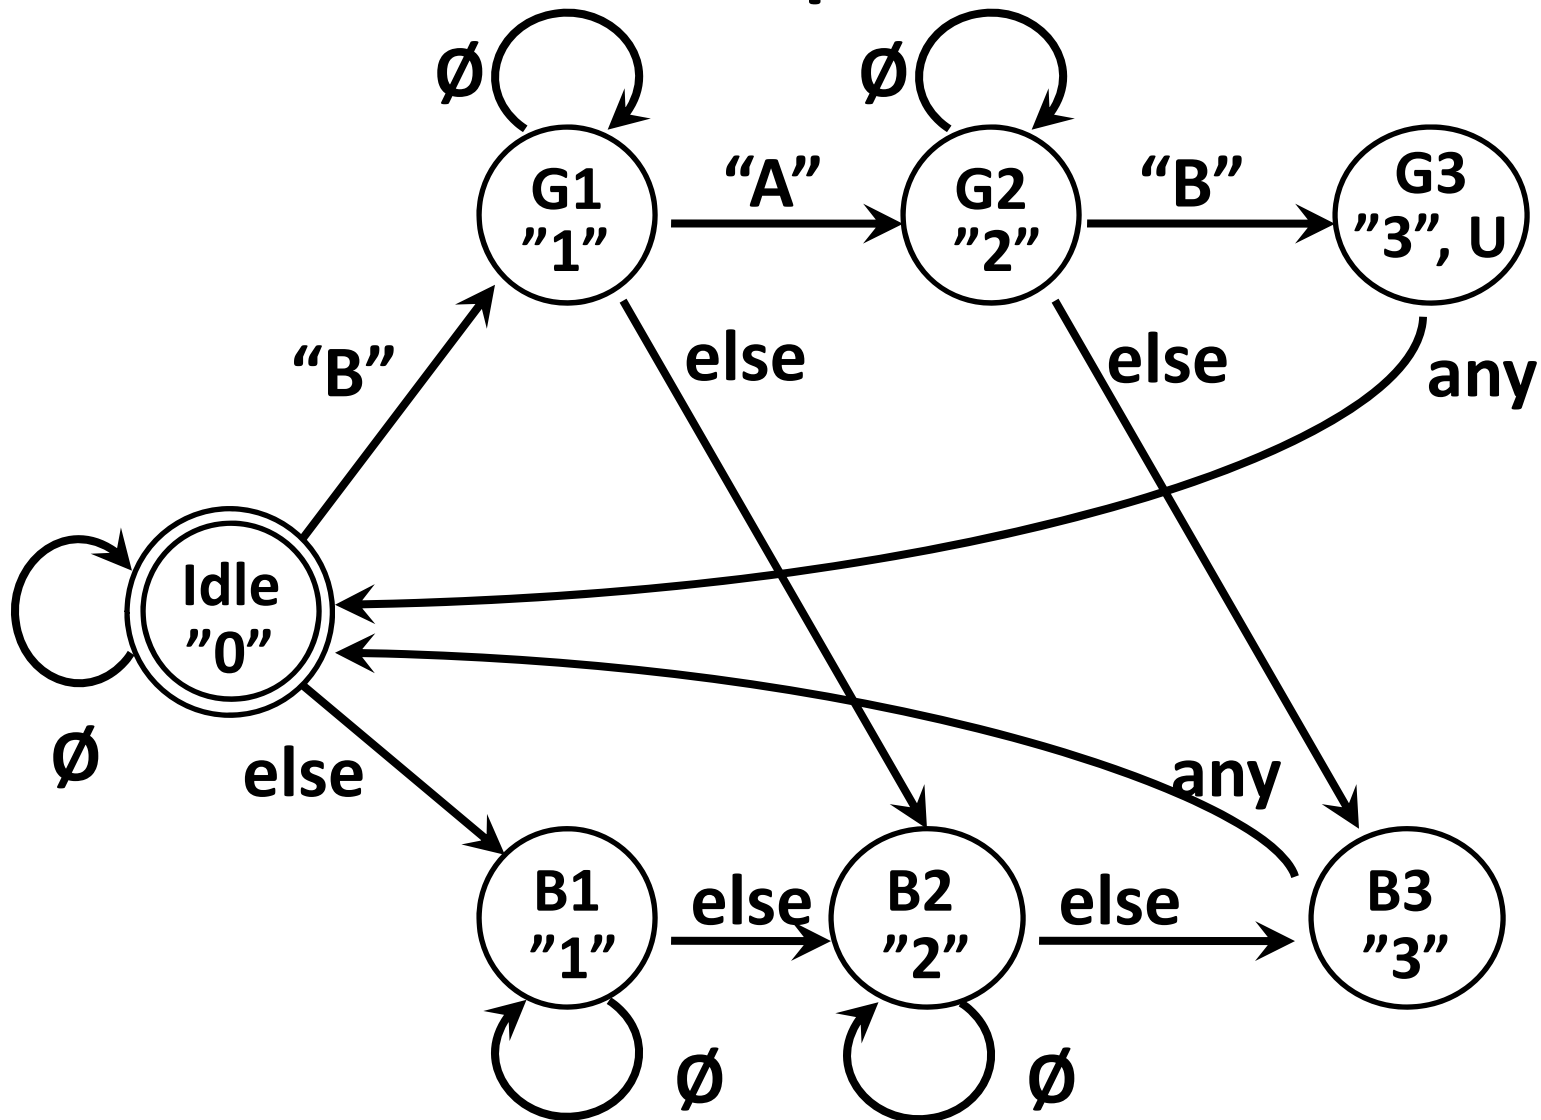 Ø
Ø
G1
”1”
“A”
G2
”2”
“B”
G3
”3”, U
“B”
else
else
any
Idle
”0”
Ø
else
any
B1
”1”
else
B2
”2”
else
B3
”3”
Ø
Ø